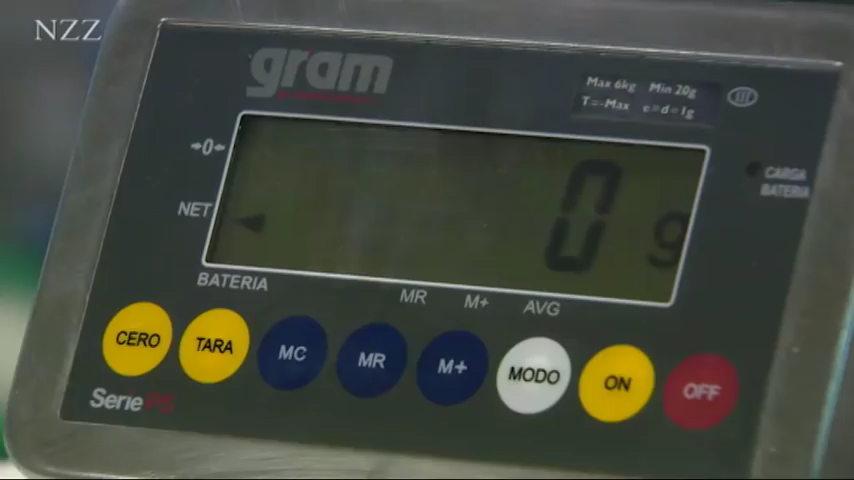 NZZ
gram
Max 6kg Min 20g
T=-Max e=d=1g
III
→0←
CARGA
BATERIA
NET
0 g
BATERIA
MR M+ AVG
CERO TARA MC MR M+ MODO ON OFF
Serie